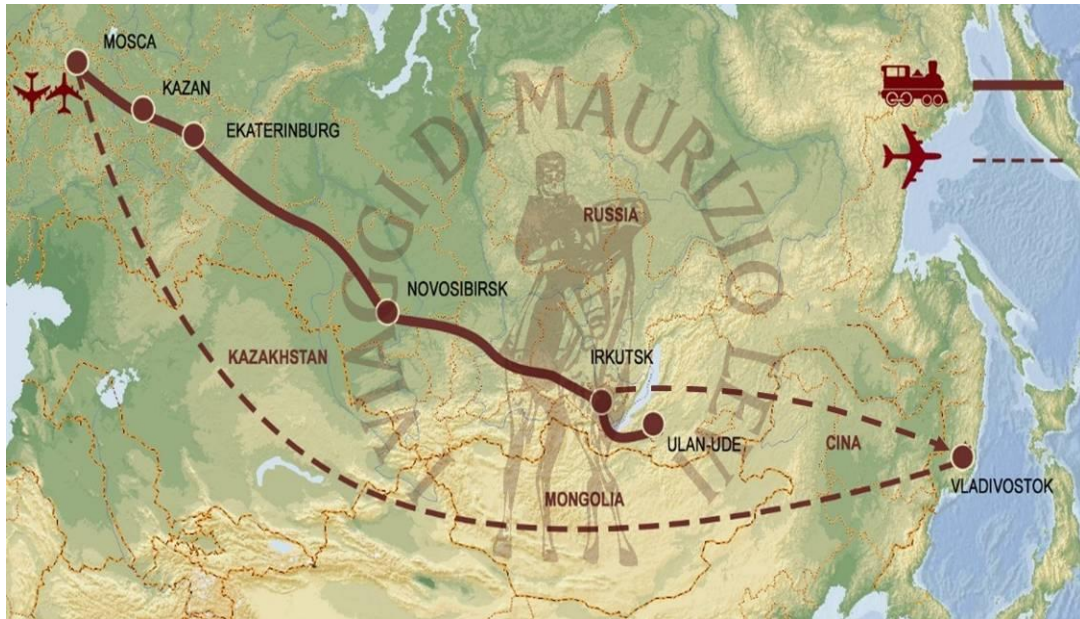 MOSCA
KAZAN
EKATERINBURG
I VIAGGI DI MAURIZIO LEVI
RUSSIA
NOVOSIBIRSK
KAZAKHSTAN
IRKUTSK
ULAN-UDE
CINA
MONGOLIA
VLADIVOSTOK